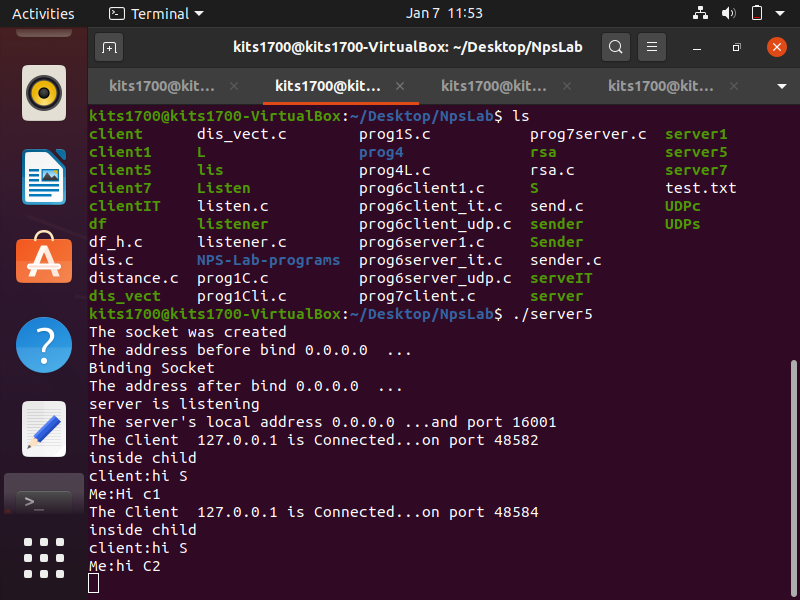 Activities Terminal Jan 7 11:53
kits1700@kits1700-VirtualBox: ~/Desktop/NpsLab
kits1700@kit... kits1700@kit... kits1700@kit... kits1700@kit...
kits1700@kits1700-VirtualBox:~/Desktop/NpsLab$ ls
client dis_vect.c prog1S.c prog7server.c server1
client1 L prog4 rsa server5
client5 lis prog4L.c rsa.c server7
client7 Listen prog6client1.c S test.txt
clientIT listen.c prog6client_it.c send.c UDPc
df listener prog6client_udp.c sender UDPs
df_h.c listener.c prog6server1.c Sender
dis.c NPS-Lab-programs prog6server_it.c sender.c
distance.c prog1C.c prog6server_udp.c serveIT
dis_vect prog1Cli.c prog7client.c server
kits1700@kits1700-VirtualBox:~/Desktop/NpsLab$ ./server5
The socket was created
The address before bind 0.0.0.0 ...
Binding Socket
The address after bind 0.0.0.0 ...
server is listening
The server's local address 0.0.0.0 ...and port 16001
The Client 127.0.0.1 is Connected...on port 48582
inside child
client:hi S
Me:Hi c1
The Client 127.0.0.1 is Connected...on port 48584
inside child
client:hi S
Me:hi C2